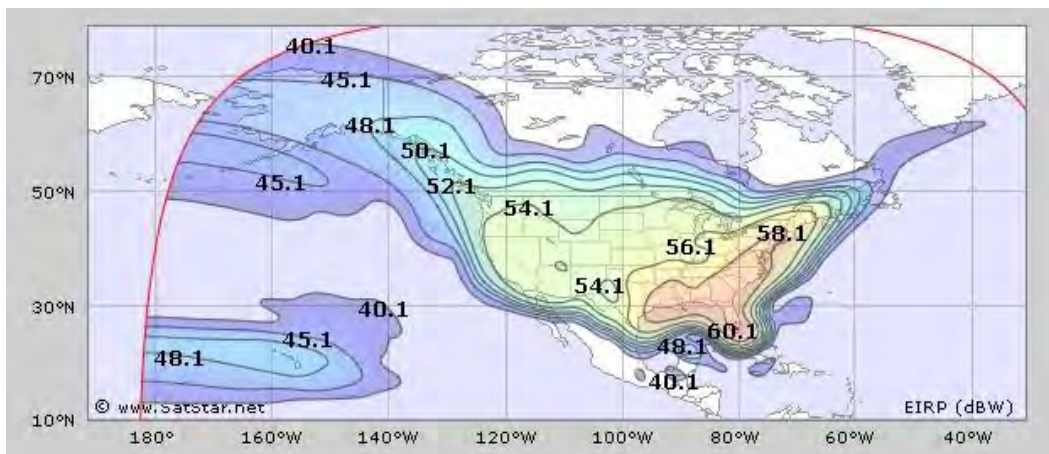 40.1
70°N
45.1
48.1
50.1
50°N
45.1
52.1
54.1
56.1
58.1
54.1
30°N
40.1
45.1
60.1
48.1
48.1
40.1
© www.SatStar.net
EIRP (dBW)
10°N
180°
160°W
140°W
120°W
100°W
80°W
60°W
40°W